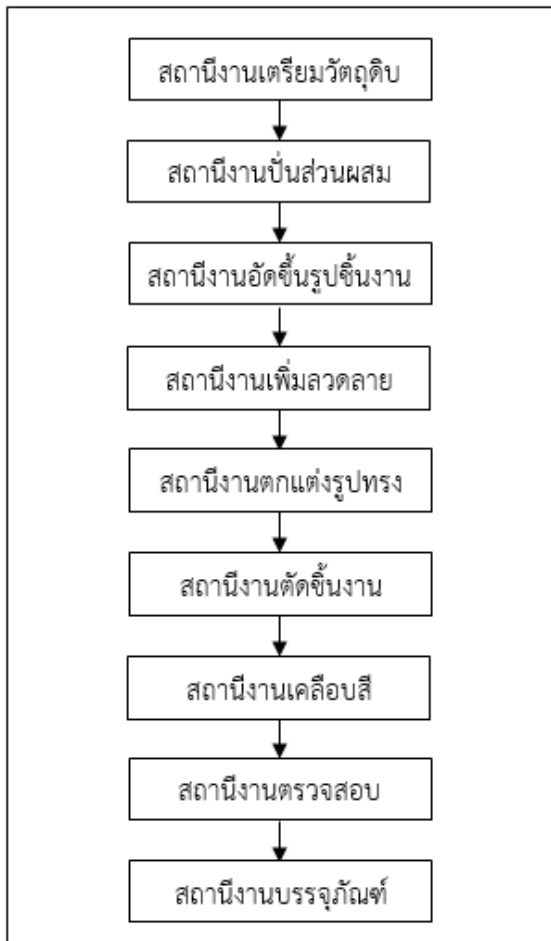 สถานีงานเตรียมวัตถุดิบ
สถานีงานปั่นส่วนผสม
สถานีงานอัดขึ้นรูปชิ้นงาน
สถานีงานเพิ่มลวดลาย
สถานีงานตกแต่งรูปทรง
สถานีงานตัดชิ้นงาน
สถานีงานเคลือบสี
สถานีงานตรวจสอบ
สถานีงานบรรจุภัณฑ์